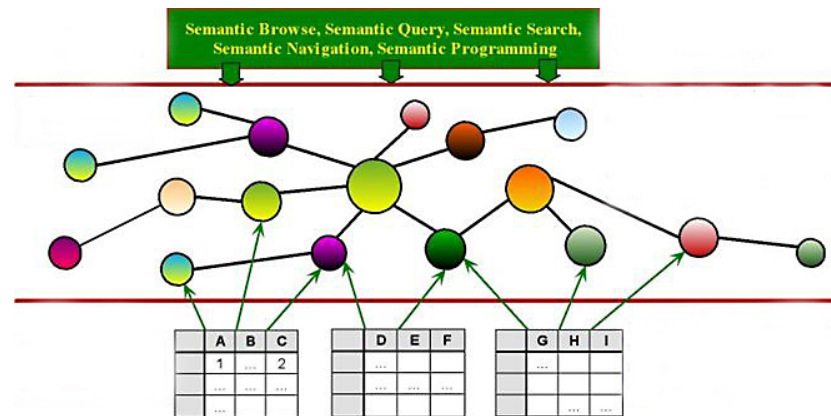 Semantic Browse, Semantic Query, Semantic Search,
Semantic Navigation, Semantic Programming
A B C
1 ... 2
... ... ...
...
D E F
...
... ... ...
G H I
...
... ...